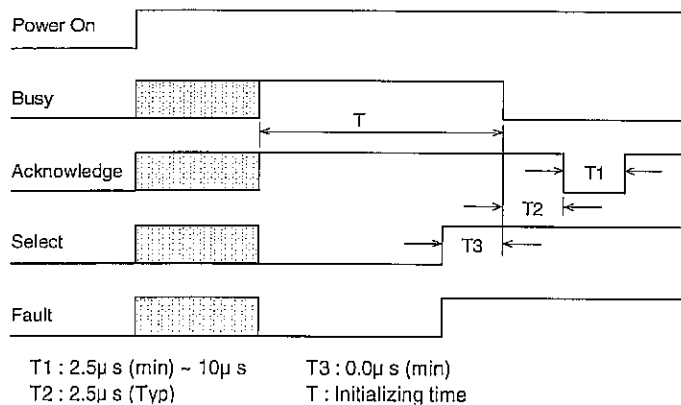 Power On
Busy
T
Acknowledge
T1
T2
Select
T3
Fault
T1 : 2.5µ s (min) ~ 10µ s
T3 : 0.0µ s (min)
T2 : 2.5µ s (Typ)
T : Initializing time